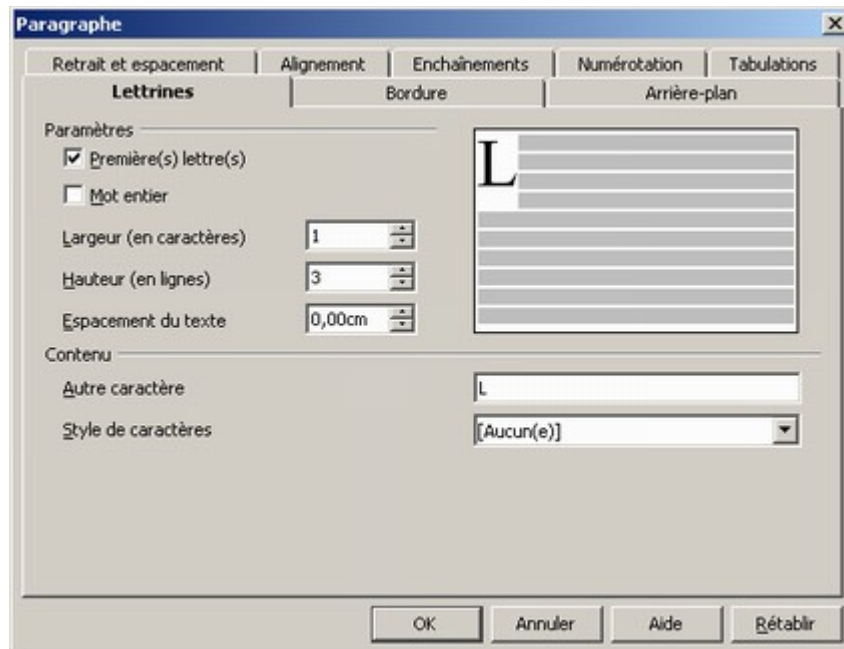 Paragraphe
Retrait et espacement Alignement Enchaînements Numérotation Tabulations
Lettrines Bordure Arrière-plan
Paramètres
Première(s) lettre(s)
Mot entier
Largeur (en caractères) 1
Hauteur (en lignes) 3
Espacement du texte 0,00cm
L
Contenu
Autre caractère L
Style de caractères [Aucun(e)]
OK Annuler Aide Rétablir